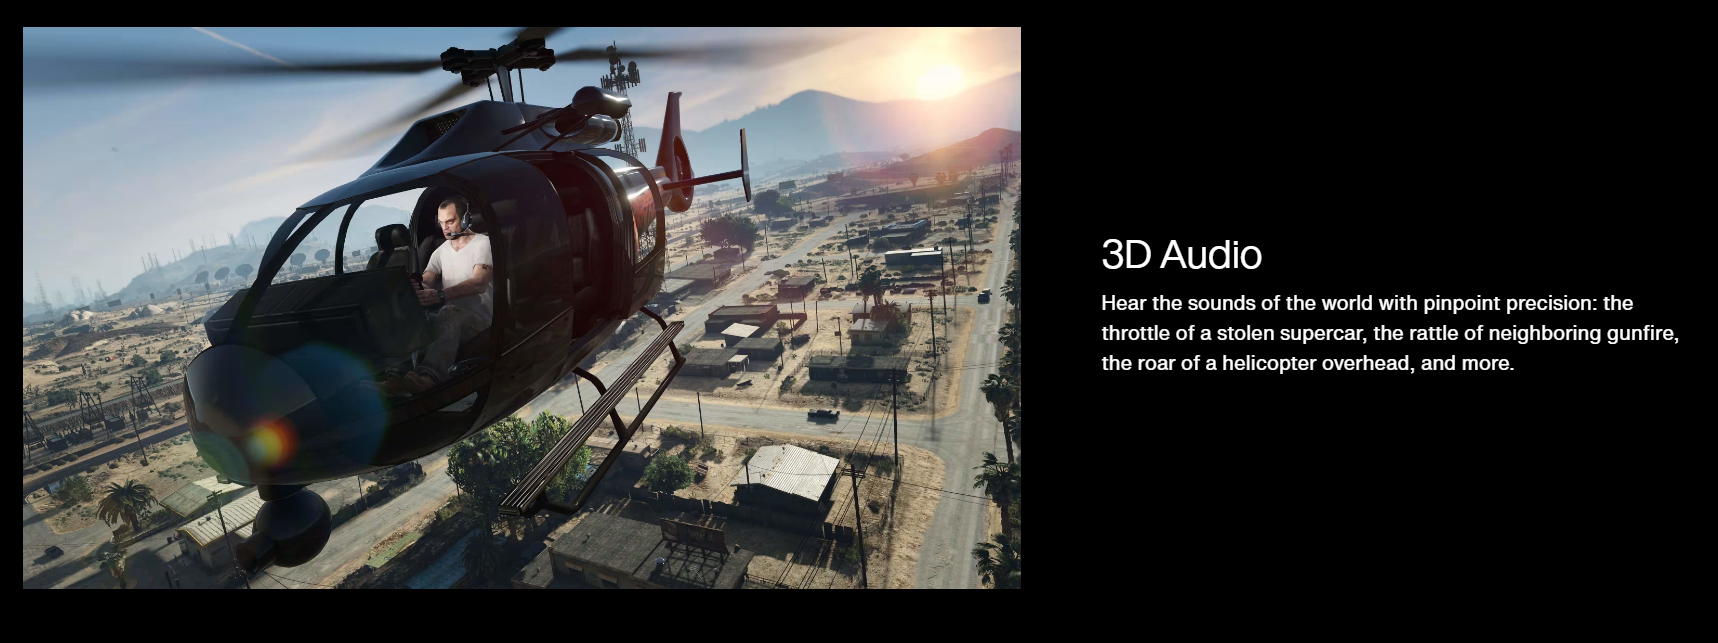 3D Audio
Hear the sounds of the world with pinpoint precision: the
throttle of a stolen supercar, the rattle of neighboring gunfire,
the roar of a helicopter overhead, and more.